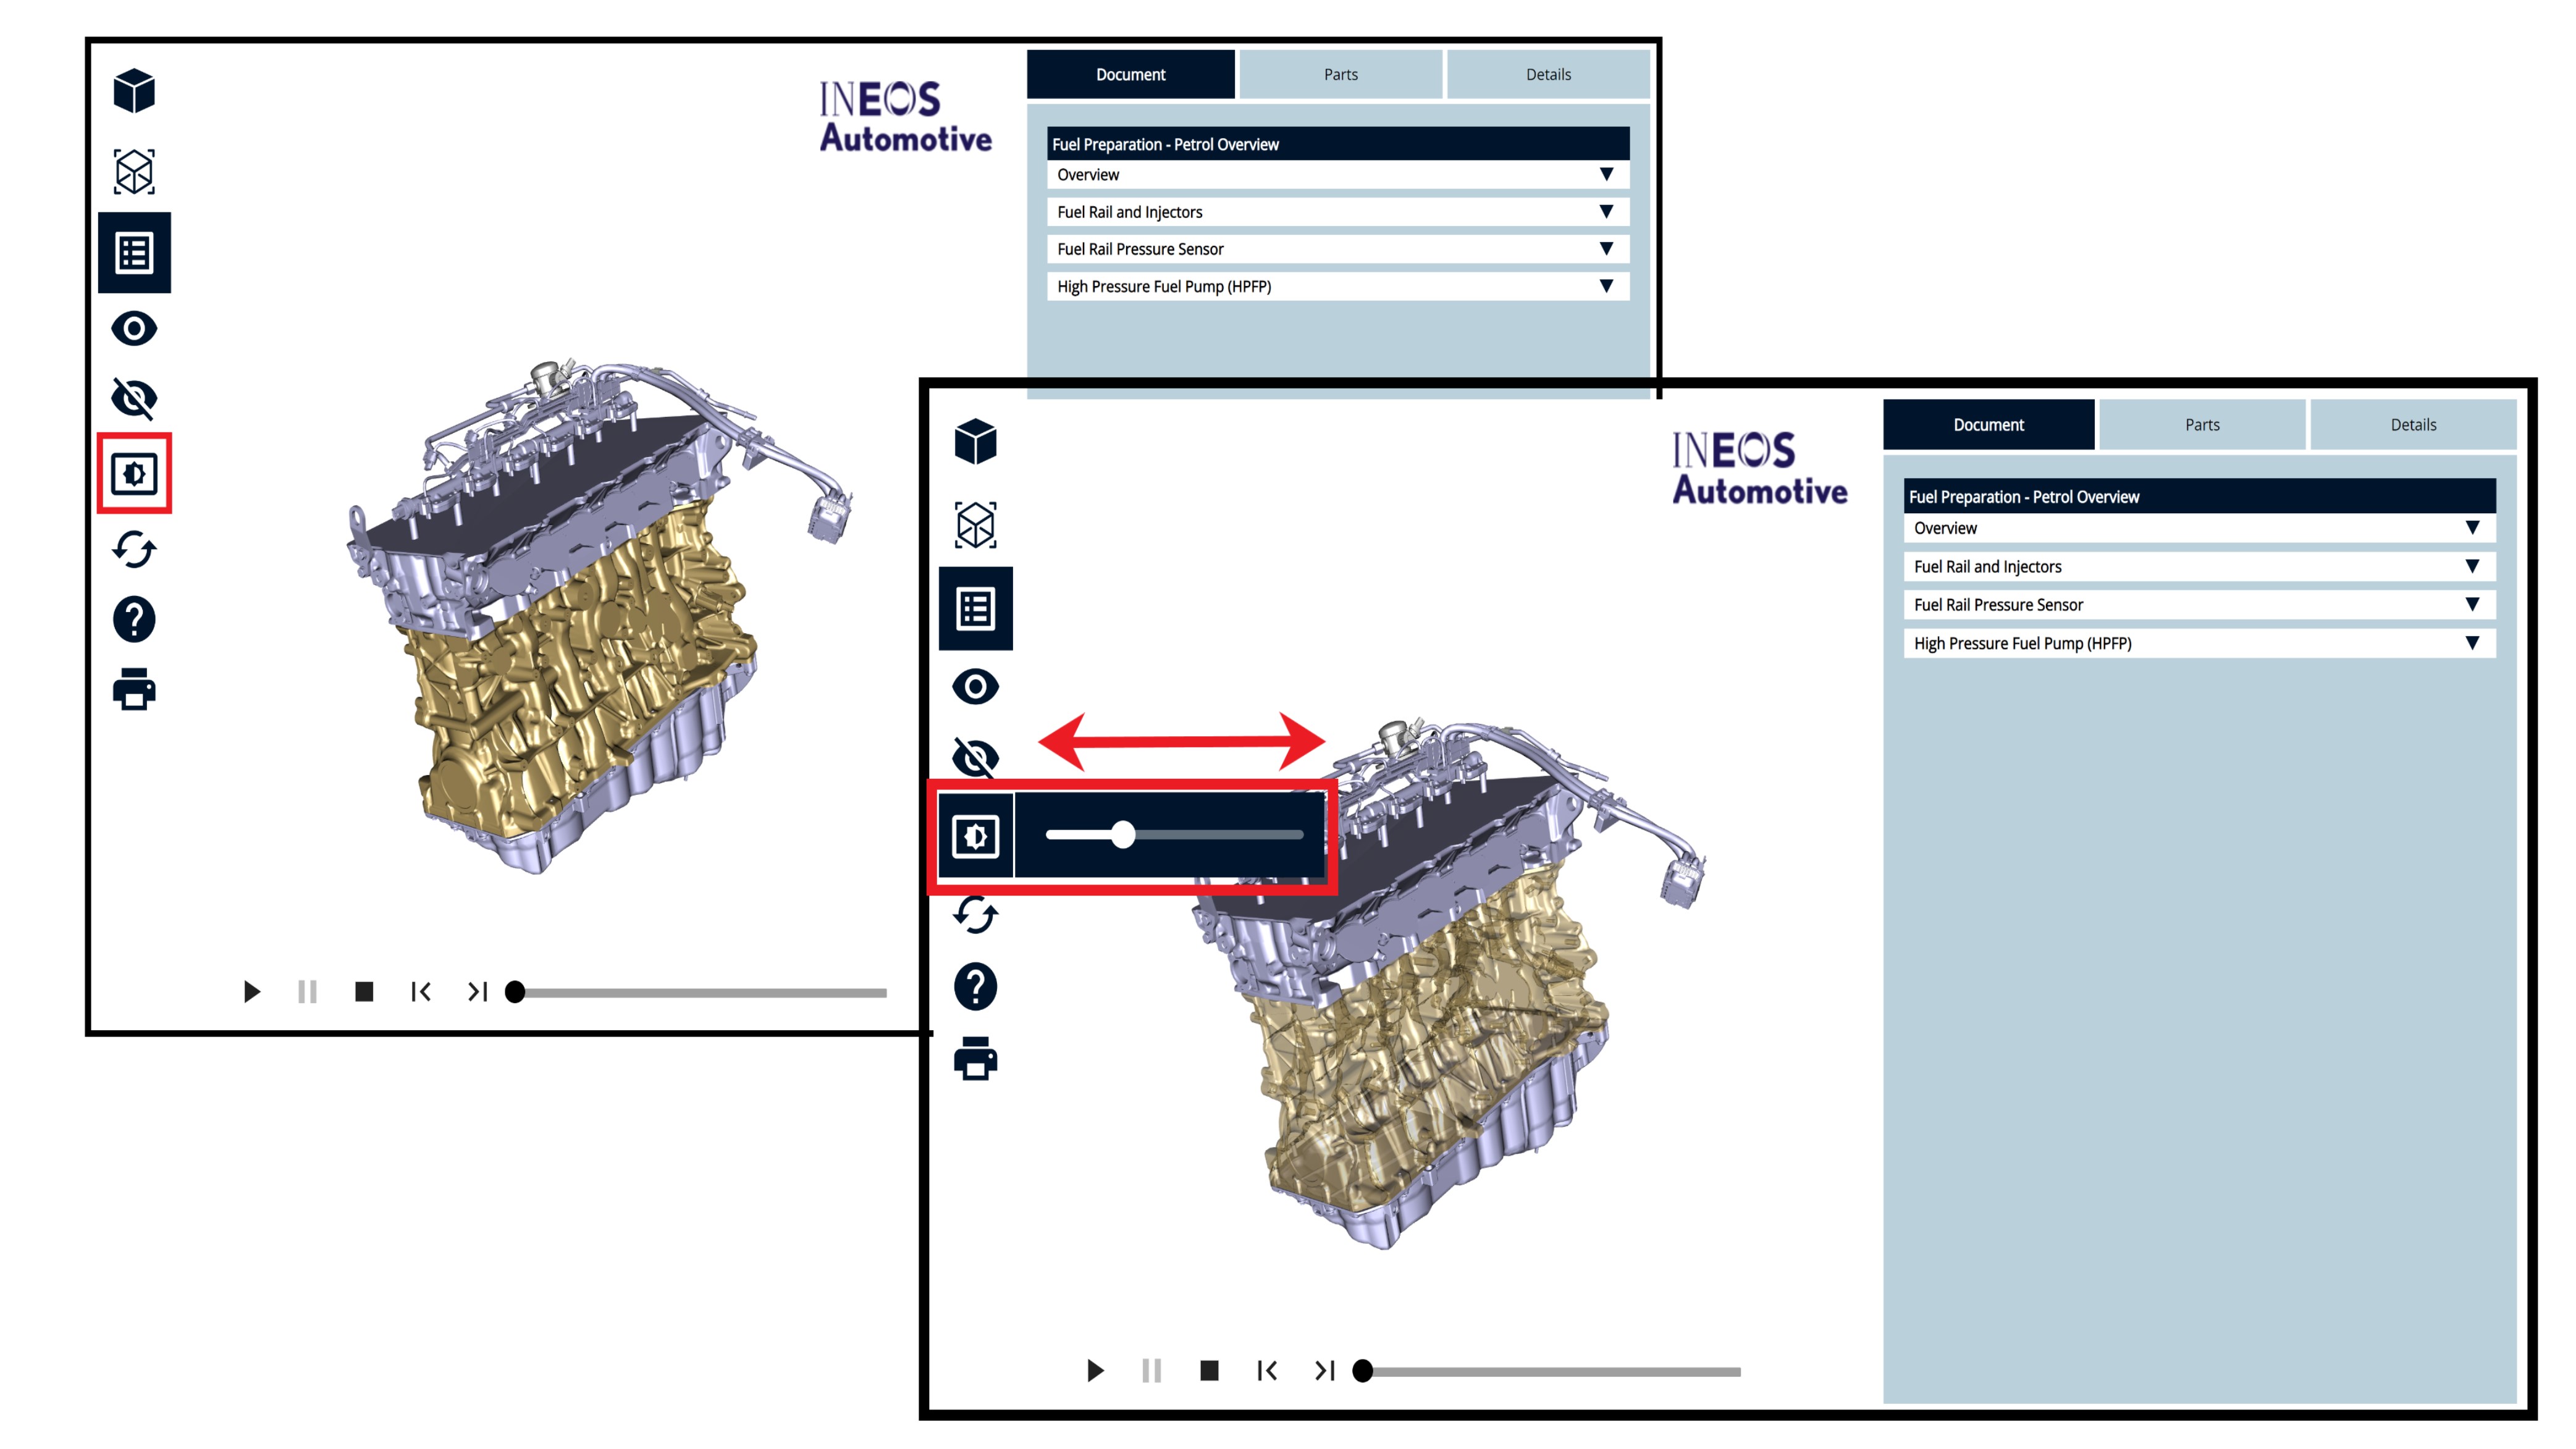 INEOS
Automotive
Document
Parts
Details
Fuel Preparation - Petrol Overview
Overview
Fuel Rail and Injectors
Fuel Rail Pressure Sensor
High Pressure Fuel Pump (HPFP)
INEOS
Automotive
Document
Parts
Details
Fuel Preparation - Petrol Overview
Overview
Fuel Rail and Injectors
Fuel Rail Pressure Sensor
High Pressure Fuel Pump (HPFP)